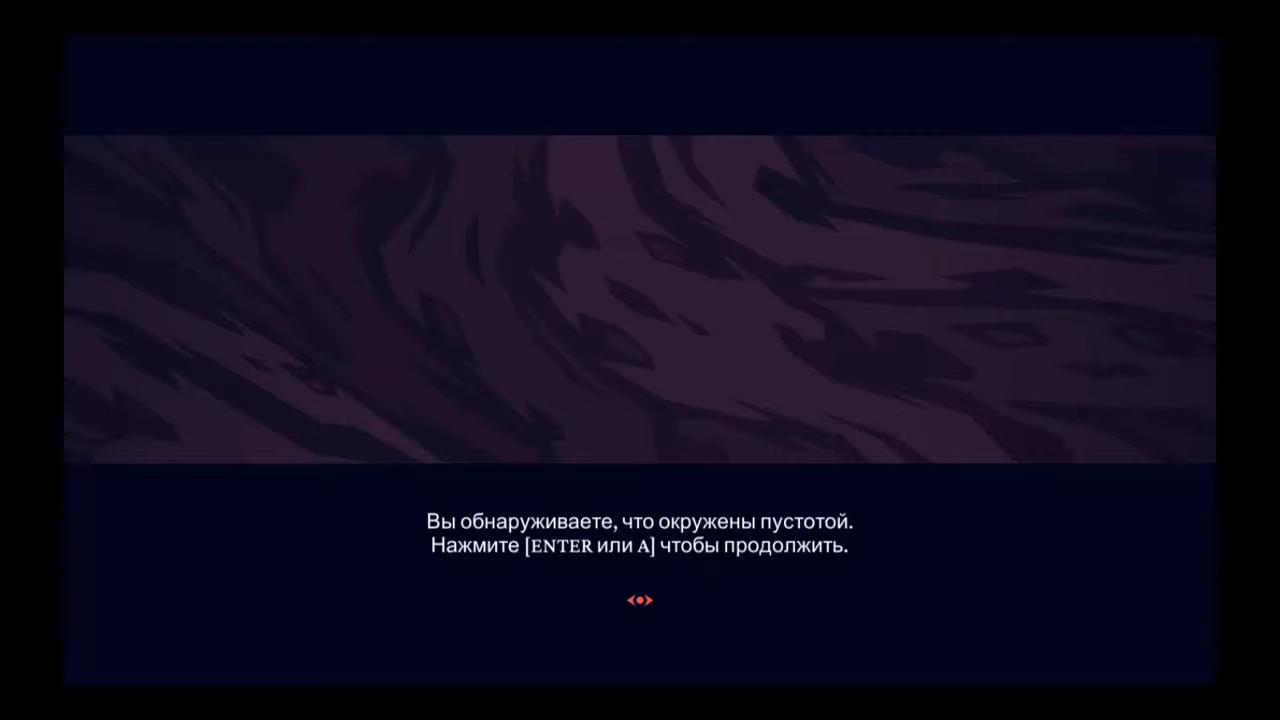 Вы обнаруживаете, что окружены пустотой.
Нажмите [ENTER или A] чтобы продолжить.